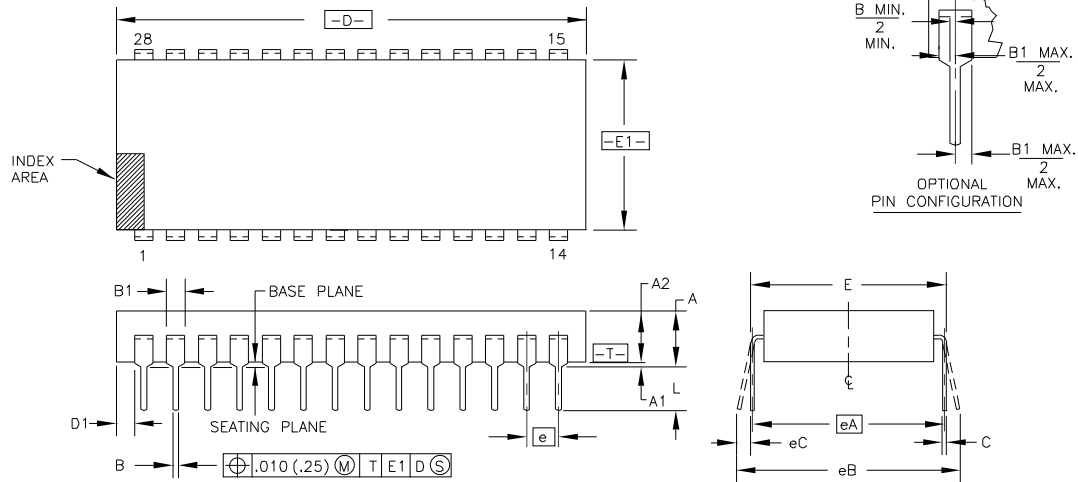 -D-
28 15
-E1-
INDEX
AREA
1 14
B MIN.
2
MIN.
B1 MAX.
2
MAX.
B1 MAX.
2
MAX.
OPTIONAL
PIN CONFIGURATION
B1
BASE PLANE
A2
A
-T-
D1
SEATING PLANE
A1
L
e
B
⌖ .010(.25) Ⓜ T E1 D Ⓢ
E
℄
eA
eC
C
eB